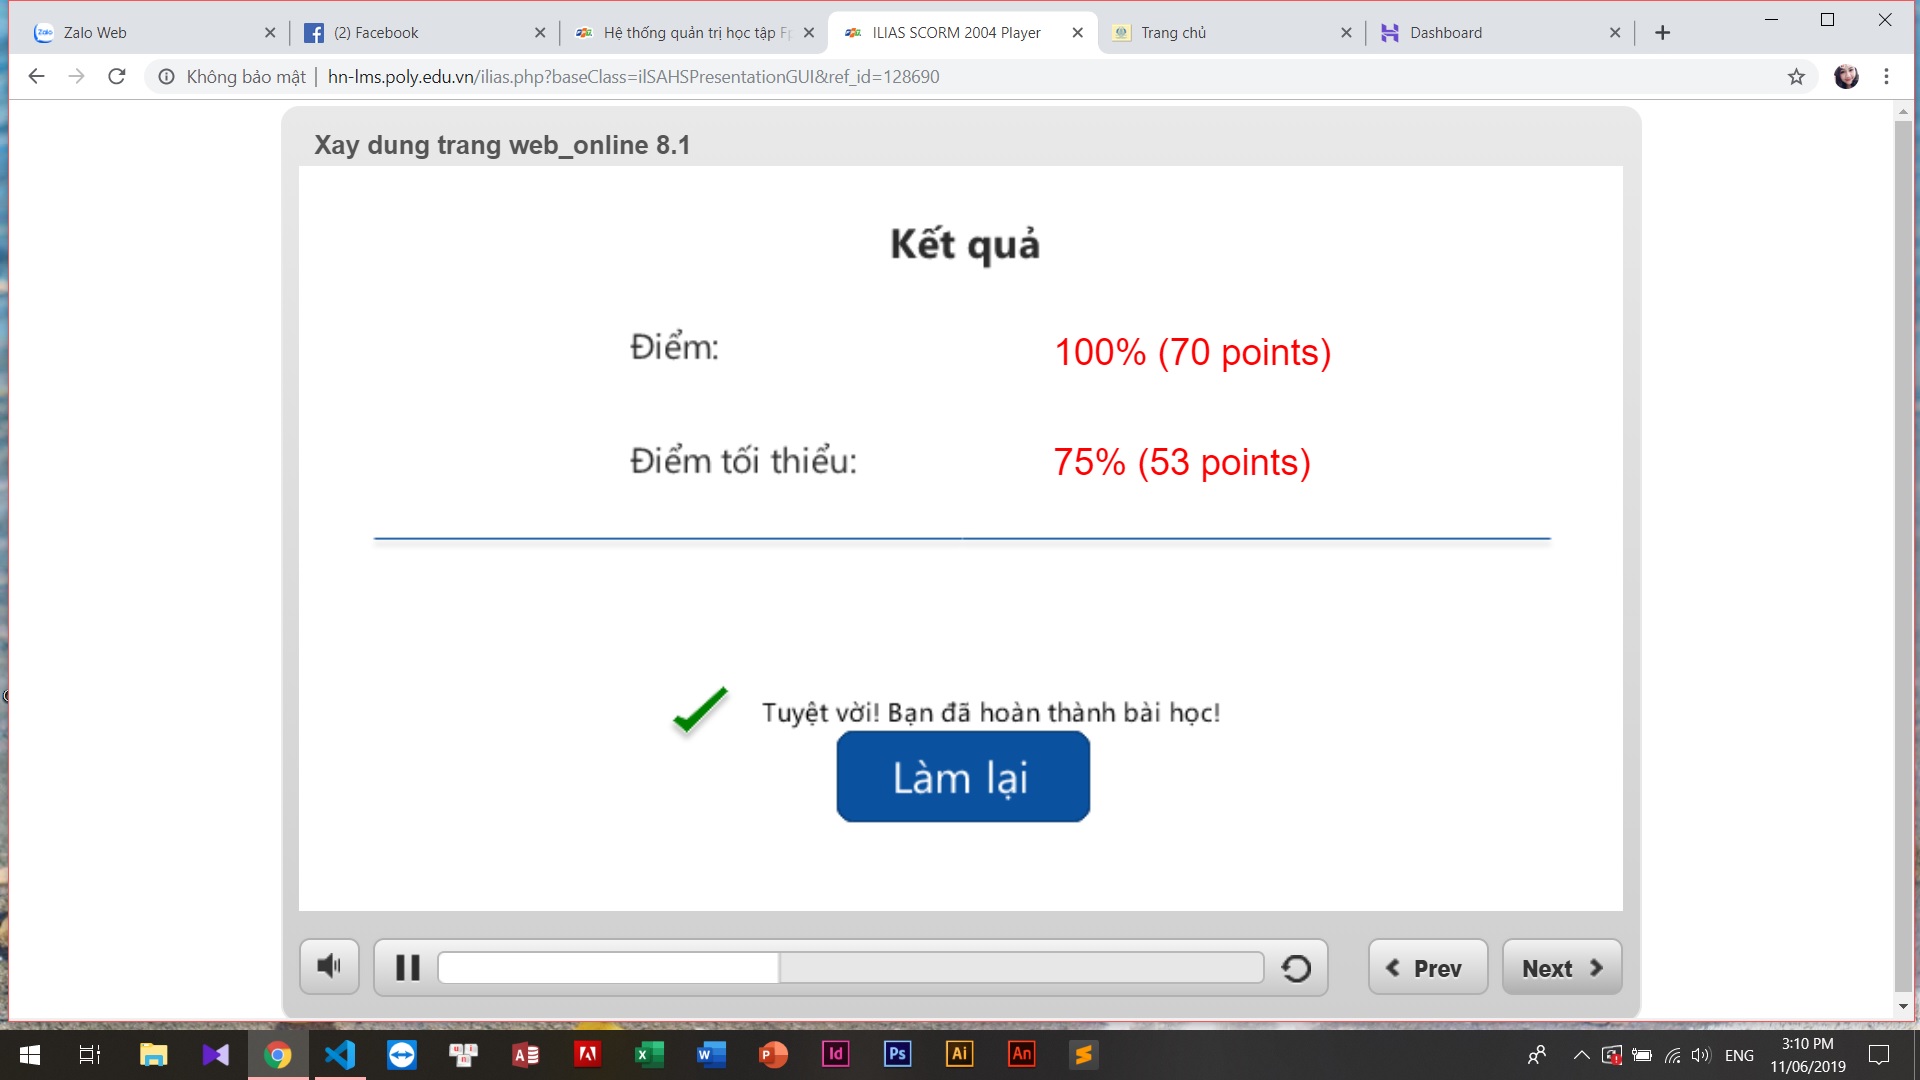 Zalo Web
(2) Facebook
Hệ thống quản trị học tập Fp
ILIAS SCORM 2004 Player
Trang chủ
Dashboard
Không bảo mật | hn-lms.poly.edu.vn/ilias.php?baseClass=ilSAHSPresentationGUI&ref_id=128690
Xay dung trang web_online 8.1
Kết quả
Điểm: 100% (70 points)
Điểm tối thiểu: 75% (53 points)
Tuyệt vời! Bạn đã hoàn thành bài học!
Làm lại
Prev
Next
Id
Ps
Ai
An
ENG
3:10 PM
11/06/2019